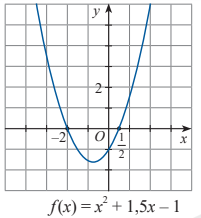 y
2
-2 O 1/2 x
f(x) = x² + 1,5x – 1